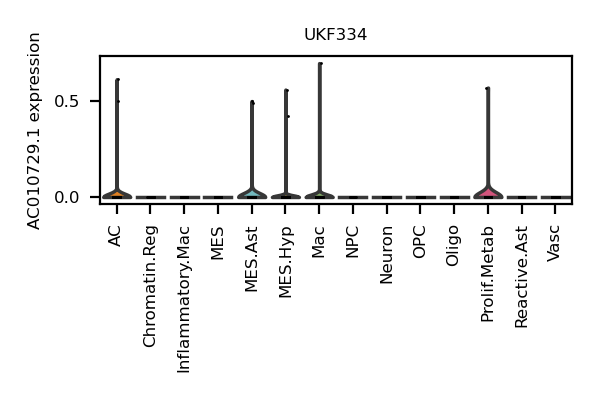 UKF334
AC010729.1 expression
0.5
0.0
AC
Chromatin.Reg
Inflammatory.Mac
MES
MES.Ast
MES.Hyp
Mac
NPC
Neuron
OPC
Oligo
Prolif.Metab
Reactive.Ast
Vasc